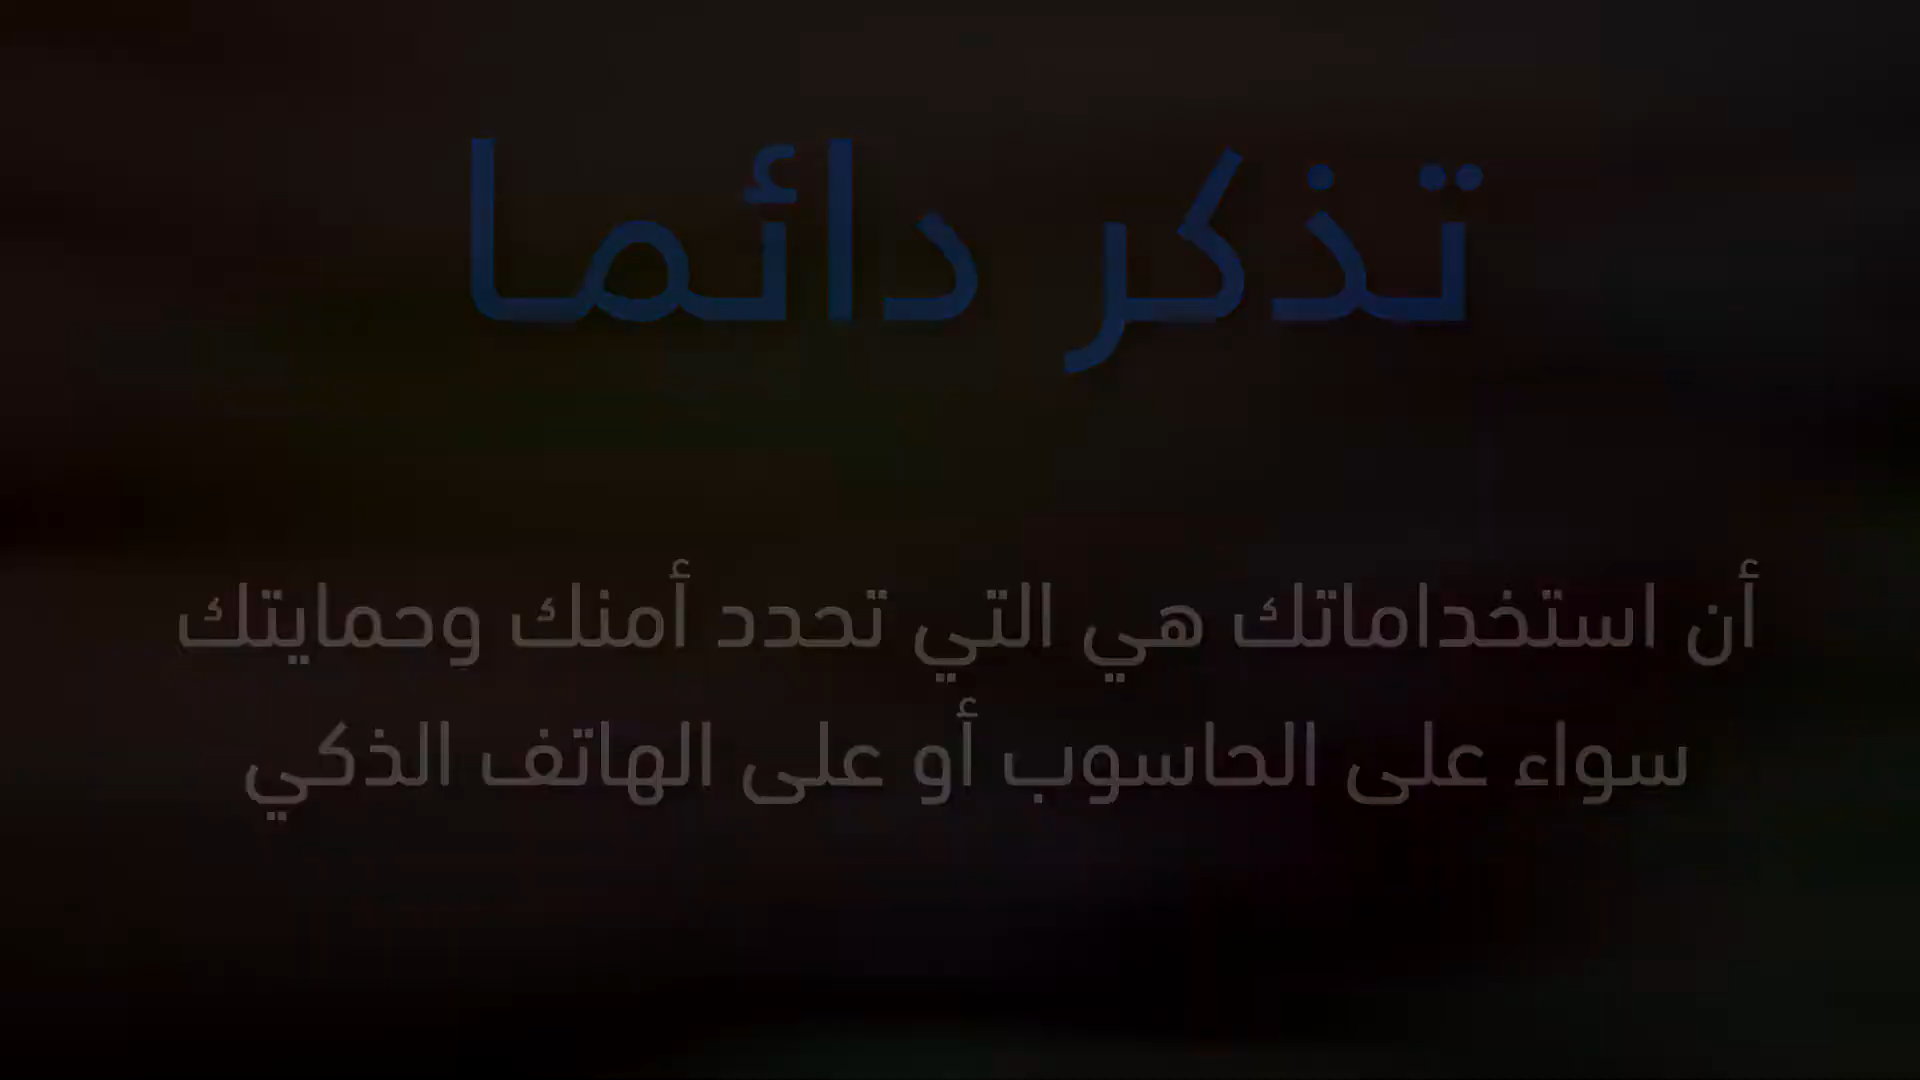 تذكر دائما
أن استخداماتك هي التي تحدد أمنك وحمايتك
سواء على الحاسوب أو على الهاتف الذكي